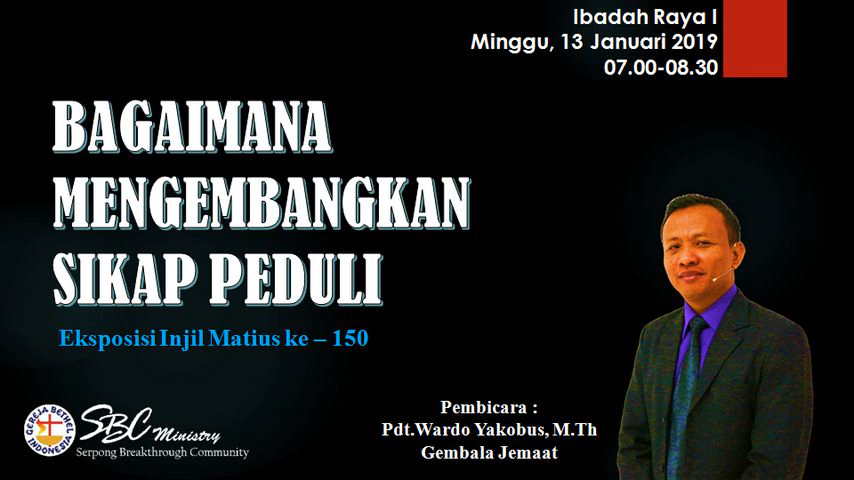 Ibadah Raya I
Minggu, 13 Januari 2019
07.00-08.30
BAGAIMANA
MENGEMBANGKAN
SIKAP PEDULI
Eksposisi Injil Matius ke – 150
GEREJA BETHEL
INDONESIA
SBC Ministry
Serpong Breakthrough Community
Pembicara :
Pdt.Wardo Yakobus, M.Th
Gembala Jemaat